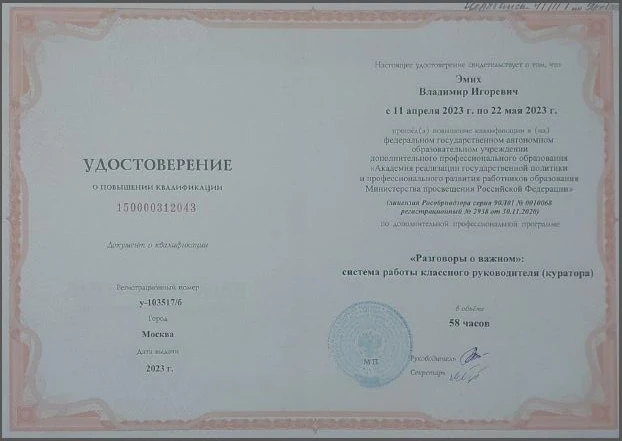 УДОСТОВЕРЕНИЕ
О ПОВЫШЕНИИ КВАЛИФИКАЦИИ
150000312043
Документ о квалификации
Регистрационный номер
у-103517/б
Город
Москва
Дата выдачи
2023 г.
Настоящее удостоверение свидетельствует о том, что
Эмих
Владимир Игоревич
с 11 апреля 2023 г. по 22 мая 2023 г.
прошёл(а) повышение квалификации в (на)
федеральном государственном автономном
образовательном учреждении
дополнительного профессионального образования
«Академия реализации государственной политики
и профессионального развития работников образования
Министерства просвещения Российской Федерации»
(лицензия Рособрнадзора серия 90Л01 № 0010068
регистрационный № 2938 от 30.11.2020)
по дополнительной профессиональной программе
«Разговоры о важном»:
система работы классного руководителя (куратора)
в объёме
58 часов
М.П.
Руководитель
Секретарь